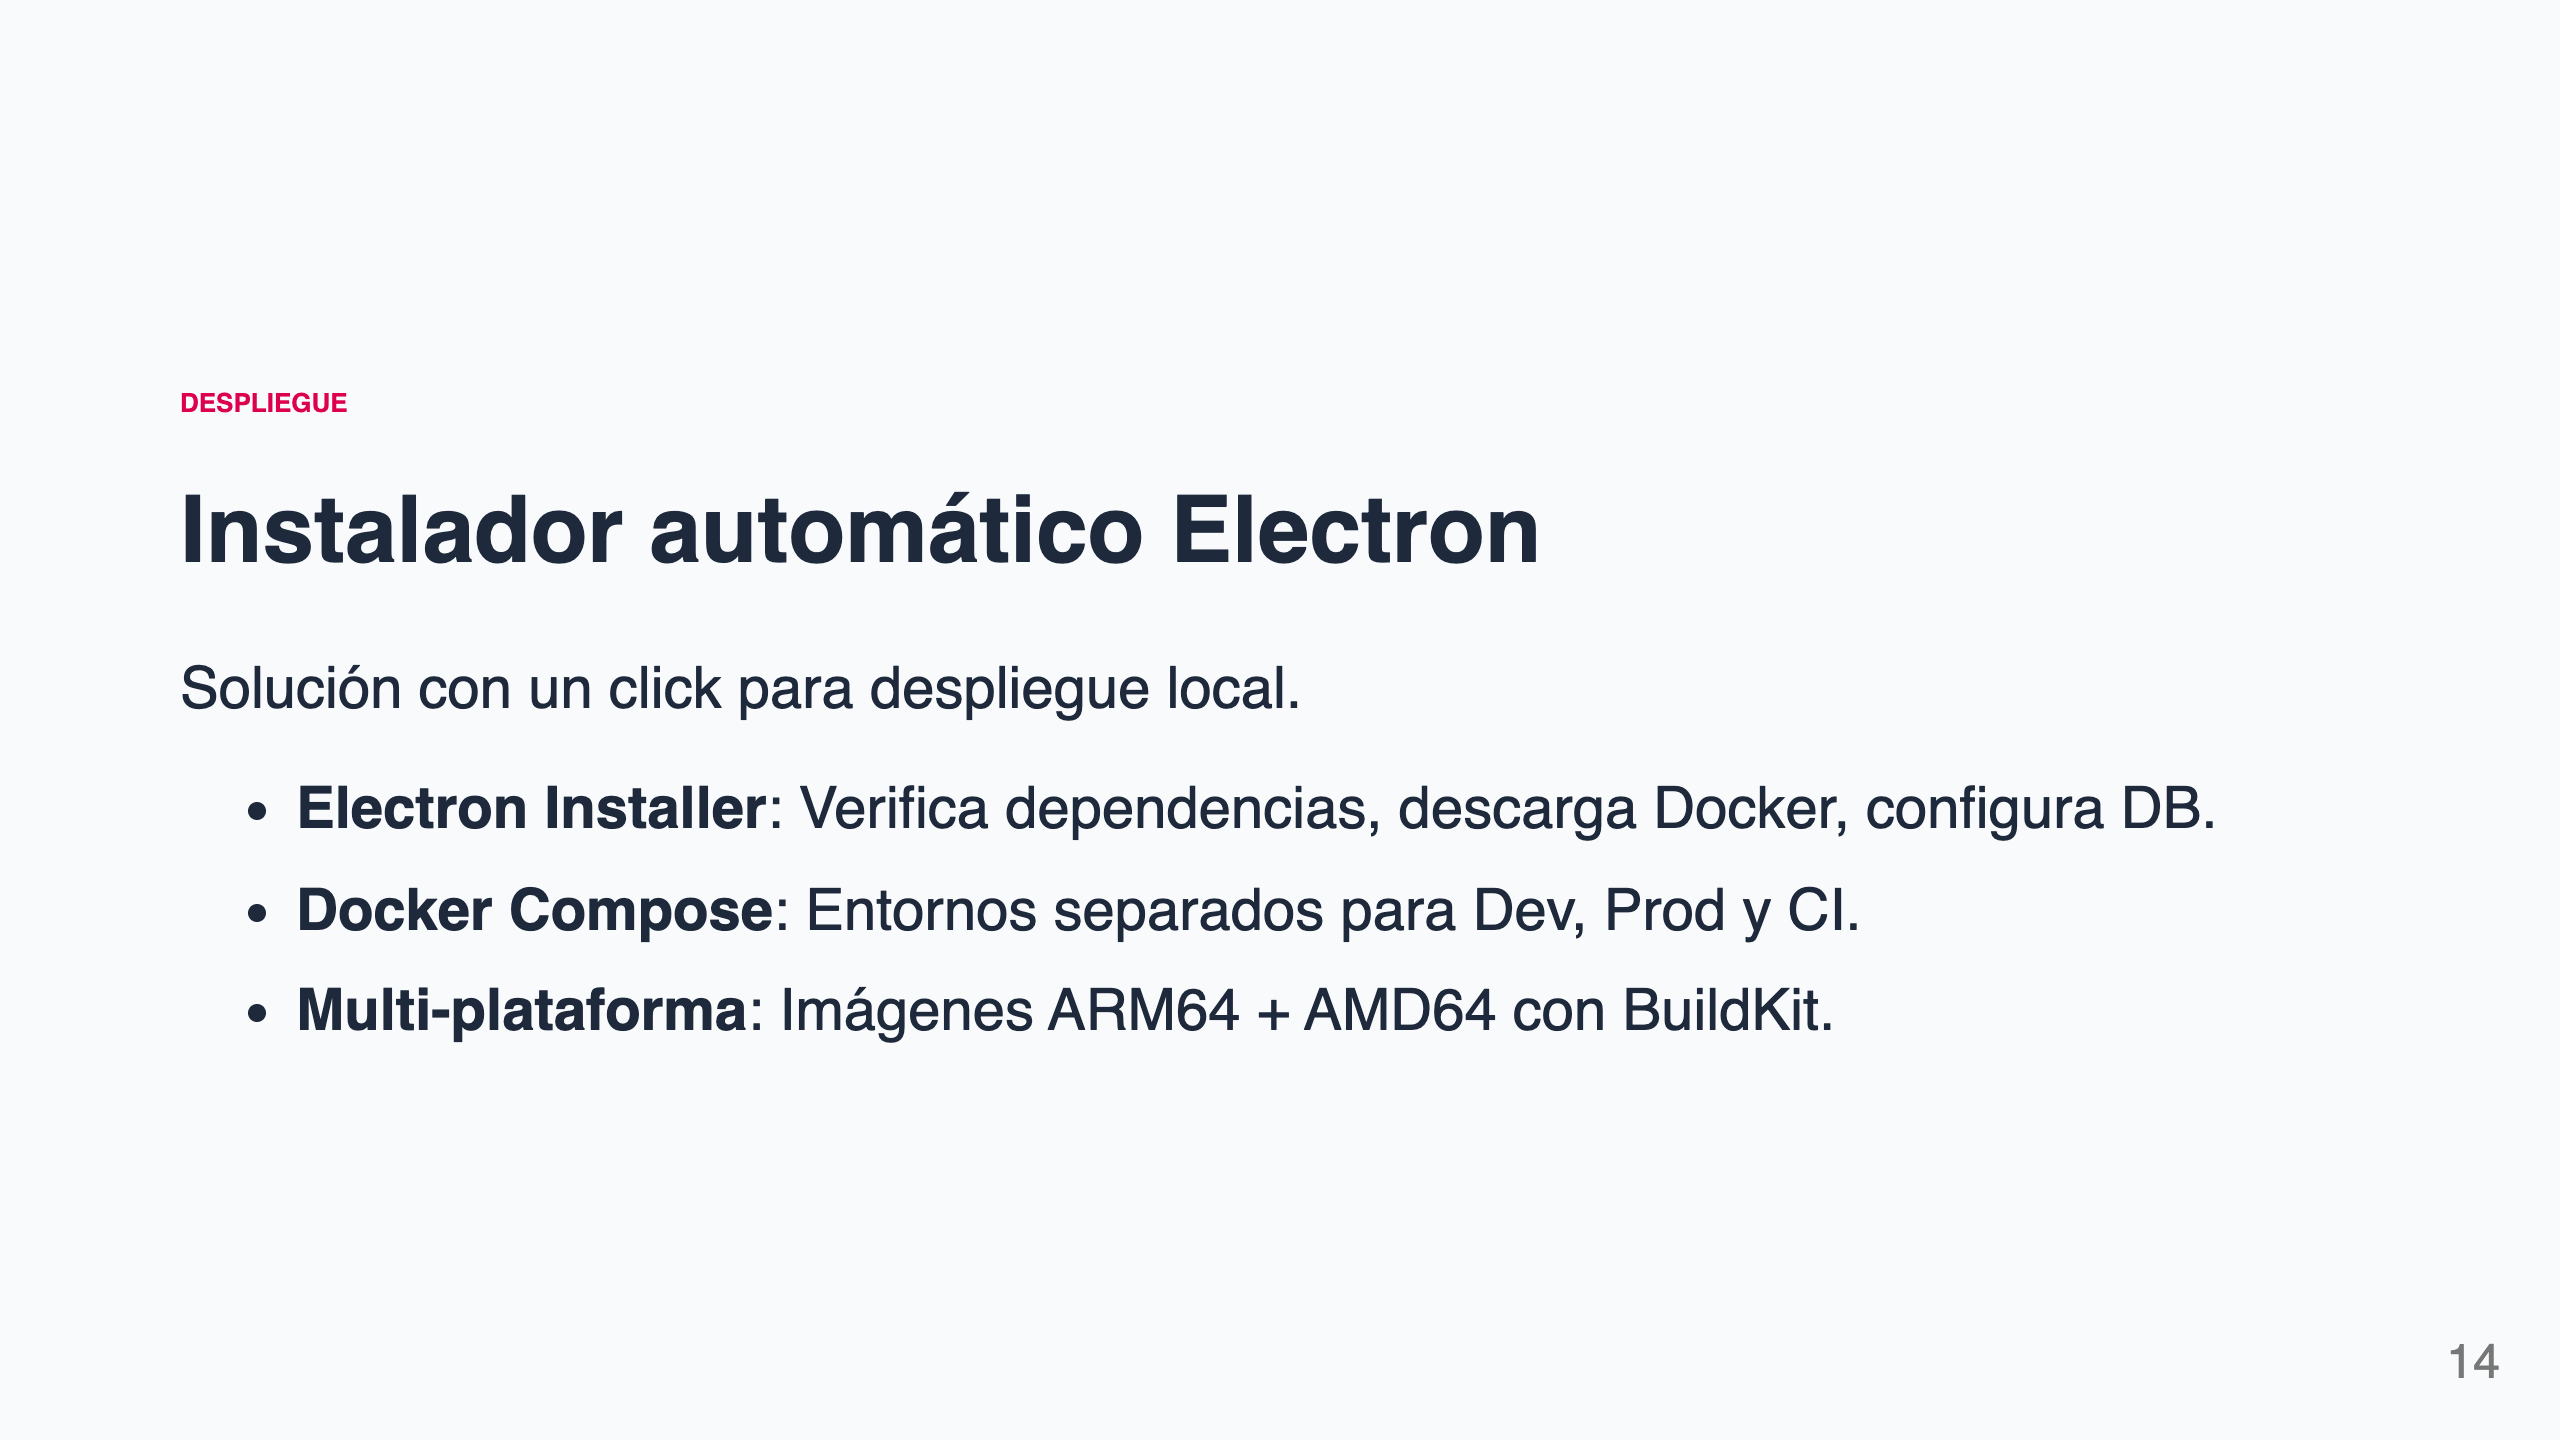 DESPLIEGUE
Instalador automático Electron
Solución con un click para despliegue local.
• Electron Installer: Verifica dependencias, descarga Docker, configura DB.
• Docker Compose: Entornos separados para Dev, Prod y CI.
• Multi-plataforma: Imágenes ARM64 + AMD64 con BuildKit.
14